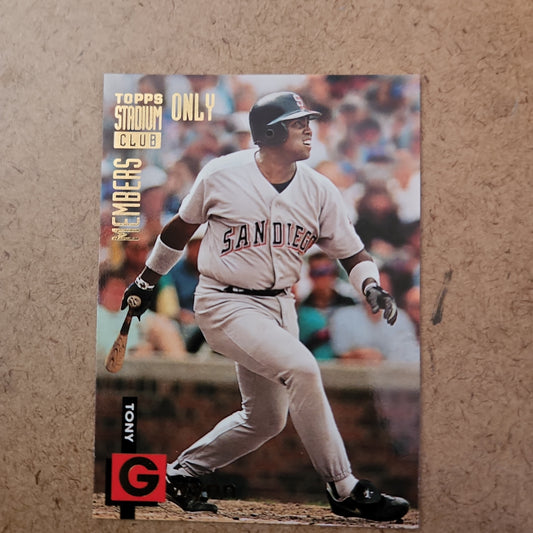 TOPPS
STADIUM
CLUB
MEMBERS ONLY
SAN DIEGO
TONY
G